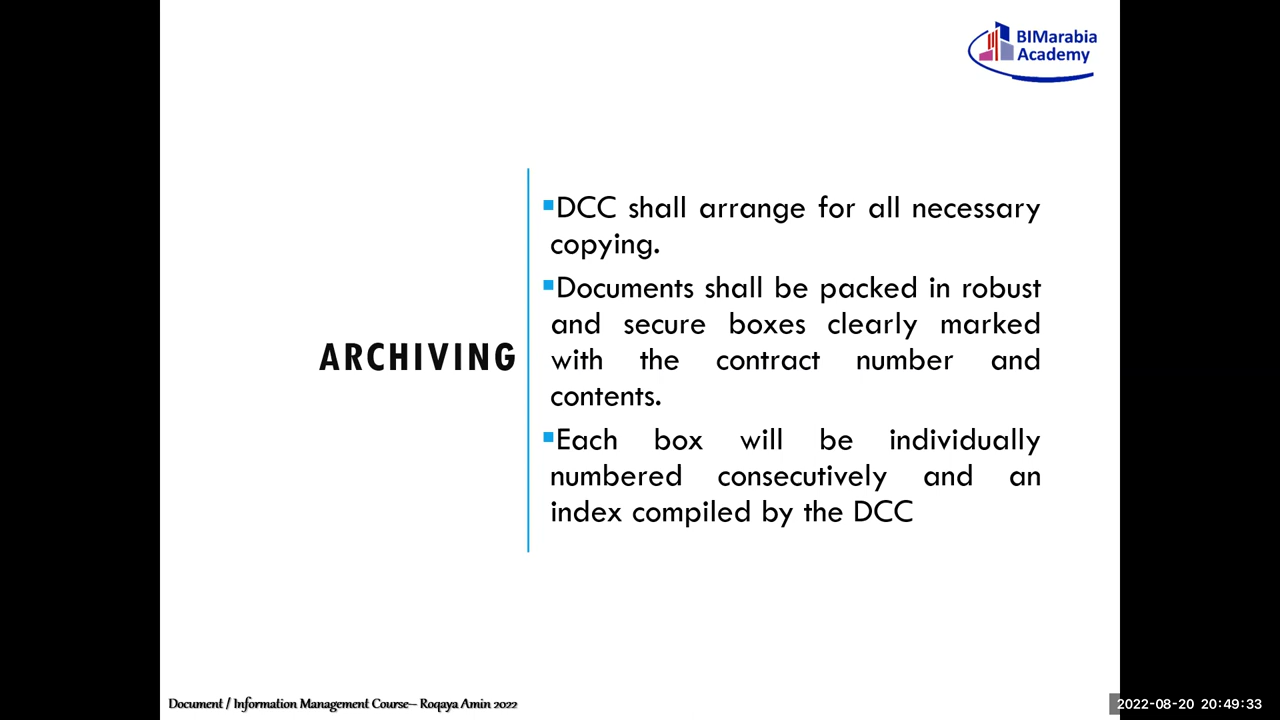 BIMarabia
Academy
ARCHIVING
DCC shall arrange for all necessary
copying.
Documents shall be packed in robust
and secure boxes clearly marked
with the contract number and
contents.
Each box will be individually
numbered consecutively and an
index compiled by the DCC
Document / Information Management Course– Roqaya Amin 2022
2022-08-20 20:49:33